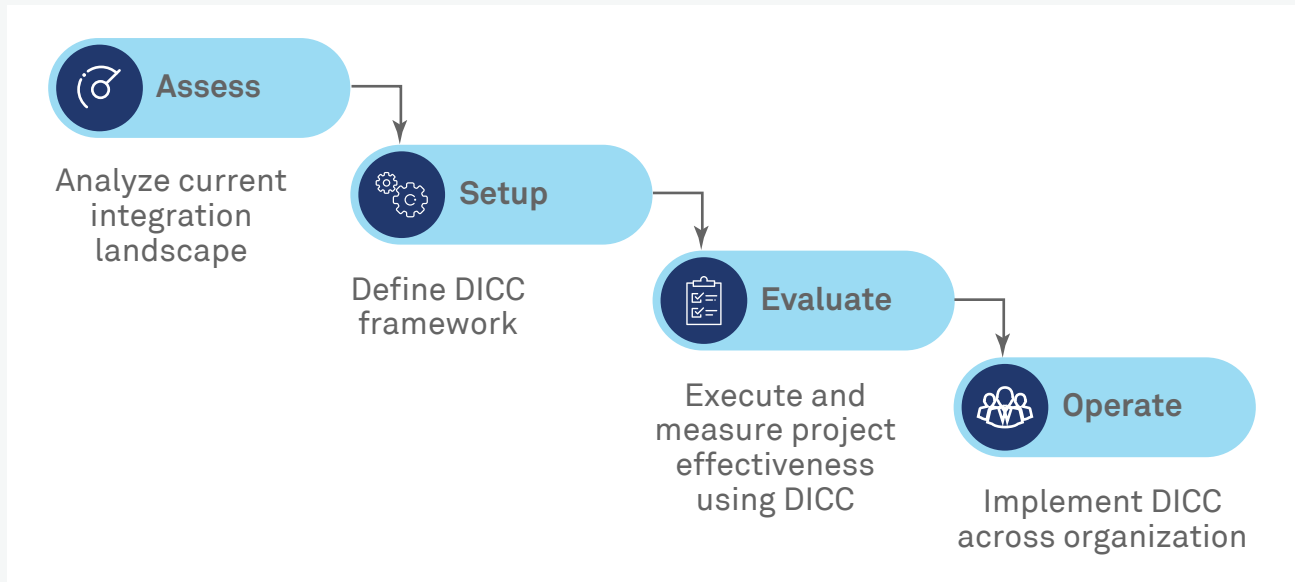 Assess
Analyze current
integration
landscape
Setup
Define DICC
framework
Evaluate
Execute and
measure project
effectiveness
using DICC
Operate
Implement DICC
across organization